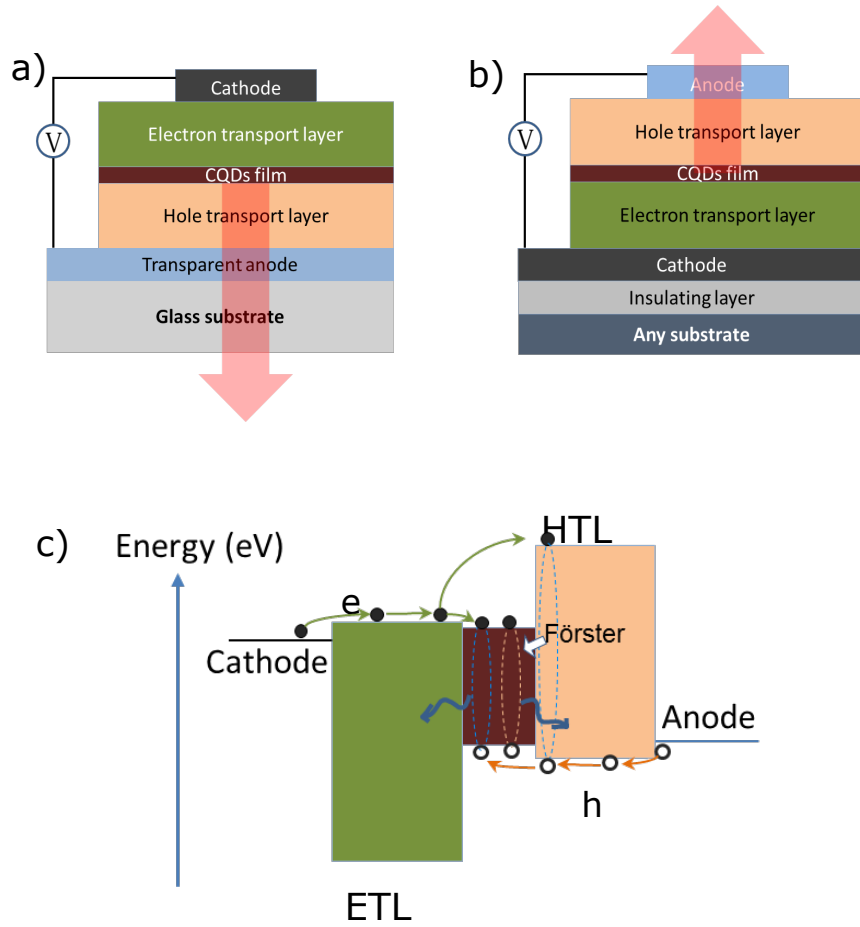 a)
Cathode
Electron transport layer
V
CQDs film
Hole transport layer
Transparent anode
Glass substrate
b)
Anode
Hole transport layer
V
CQDs film
Electron transport layer
Cathode
Insulating layer
Any substrate
c)
Energy (eV)
HTL
e
Förster
Cathode
Anode
h
ETL